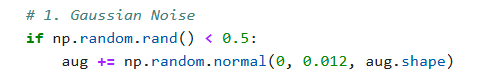 # 1. Gaussian Noise
if np.random.rand() < 0.5:
    aug += np.random.normal(0, 0.012, aug.shape)